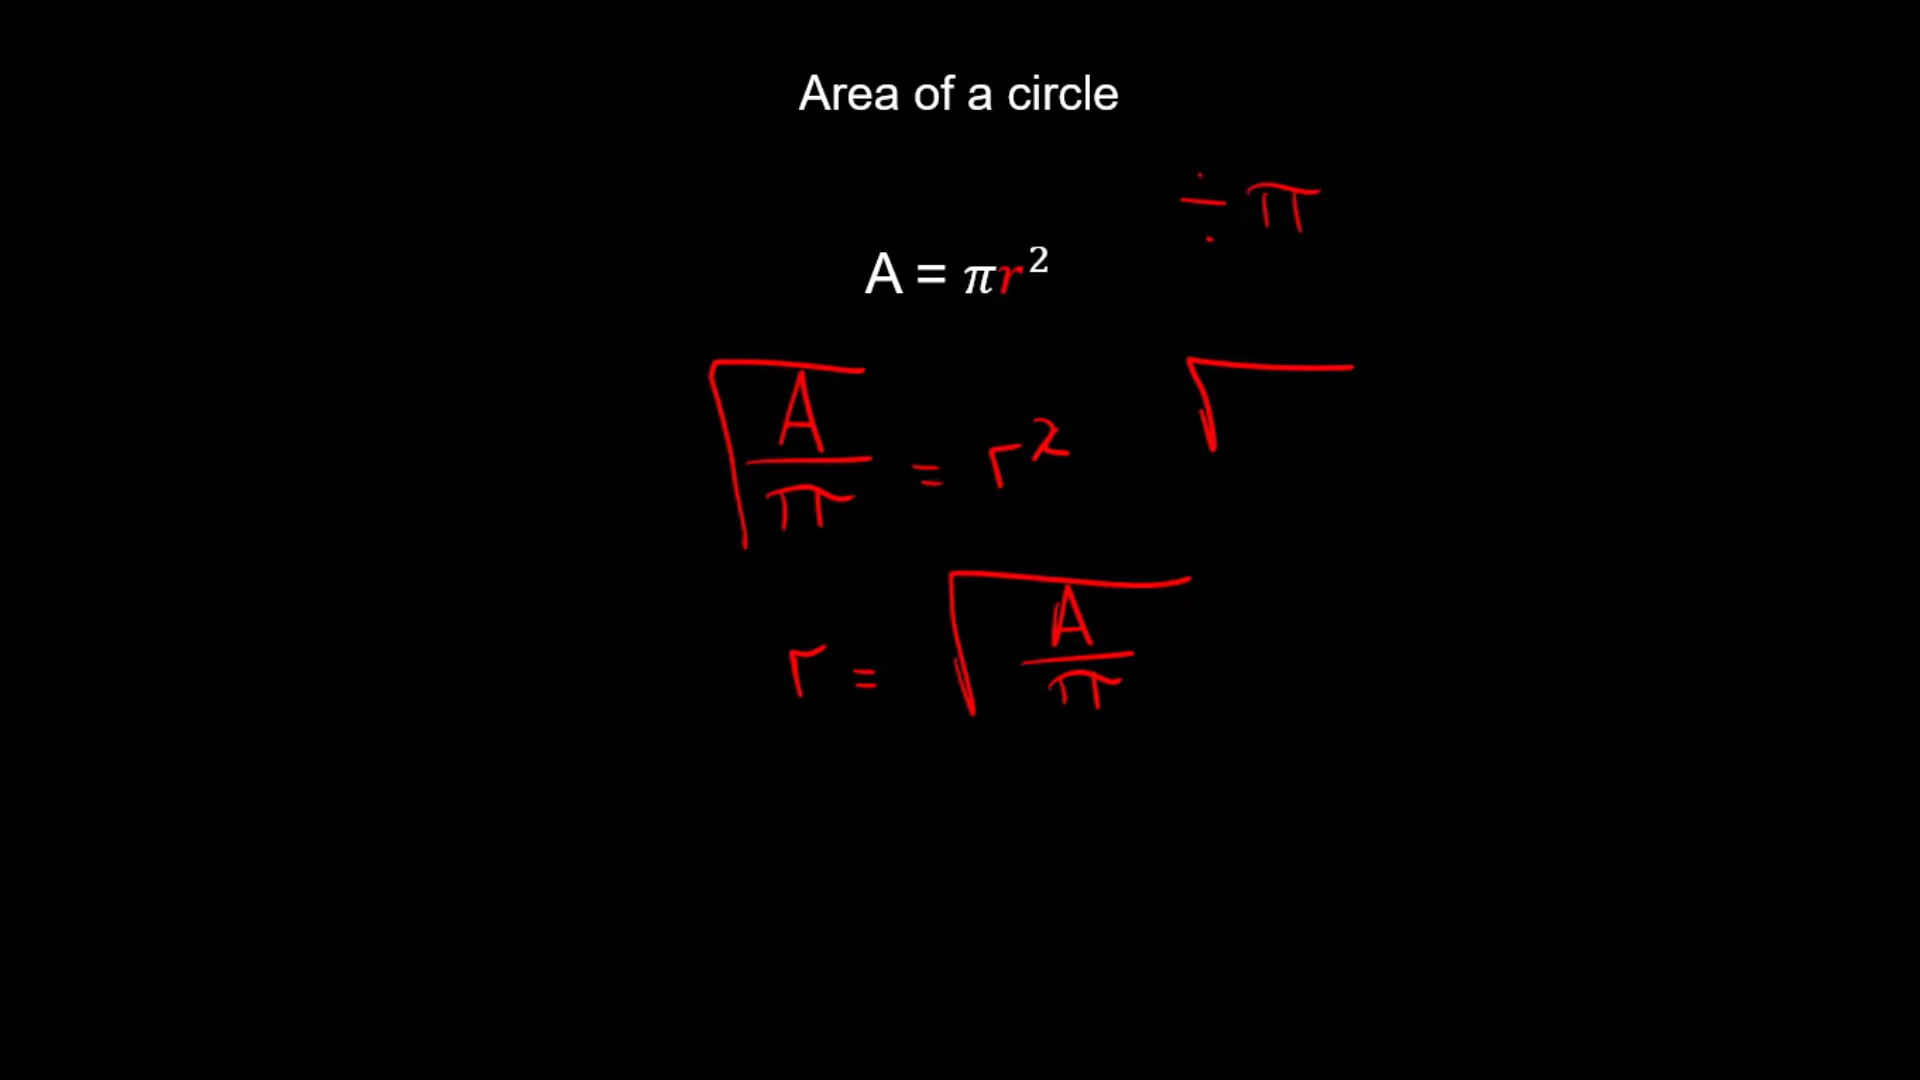 Area of a circle
÷ π
A = πr²
√(A/π) = r² √
r = √(A/π)